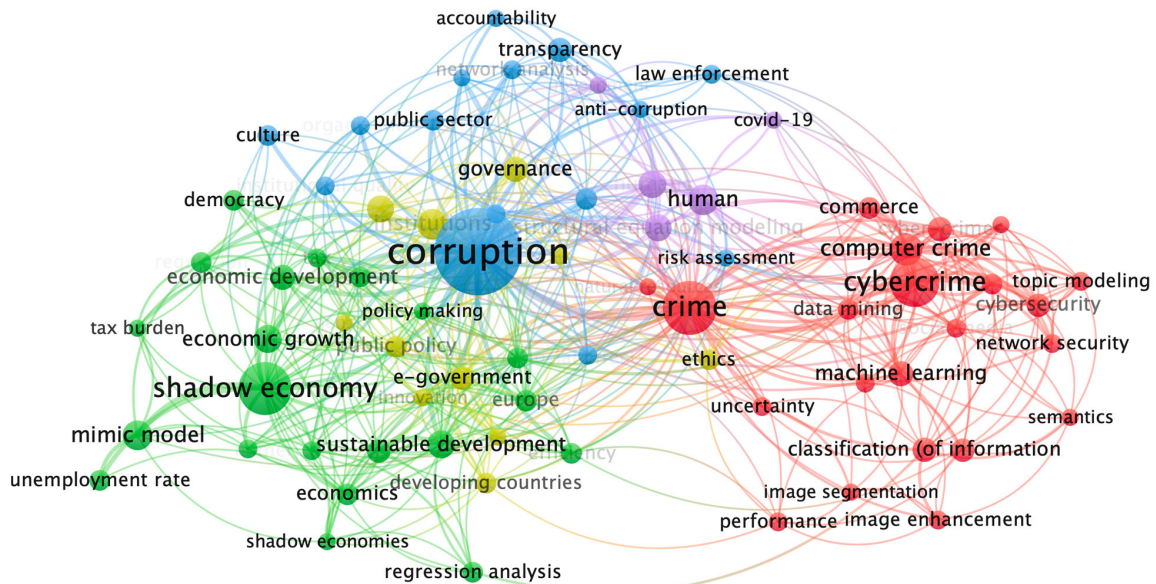 accountability
transparency
network analysis
law enforcement
anti-corruption
covid-19
public sector
culture
governance
democracy
human
commerce
institutions
structural equation modeling
corruption
computer crime
risk assessment
economic development
cybercrime
topic modeling
crime
data mining
cybersecurity
policy making
tax burden
economic growth
public policy
network security
ethics
e-government
machine learning
shadow economy
innovation
europe
uncertainty
semantics
mimic model
sustainable development
classification (of information
efficiency
unemployment rate
developing countries
economics
image segmentation
performance
image enhancement
shadow economies
regression analysis